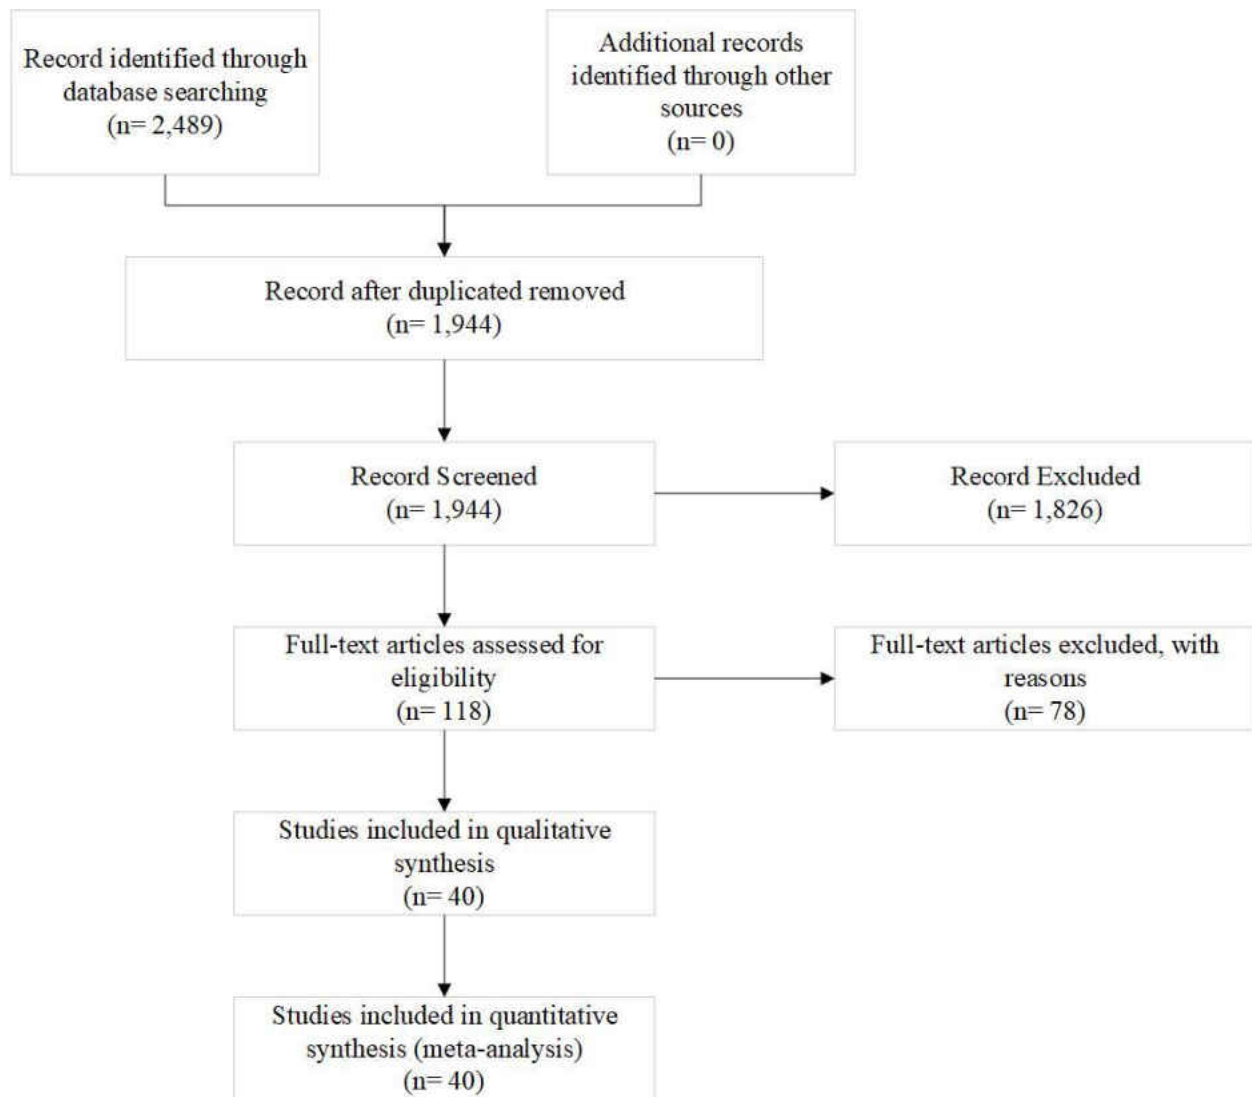 Record identified through
database searching
(n= 2,489)
Additional records
identified through other
sources
(n= 0)
Record after duplicated removed
(n= 1,944)
Record Screened
(n= 1,944)
Record Excluded
(n= 1,826)
Full-text articles assessed for
eligibility
(n= 118)
Full-text articles excluded, with
reasons
(n= 78)
Studies included in qualitative
synthesis
(n= 40)
Studies included in quantitative
synthesis (meta-analysis)
(n= 40)